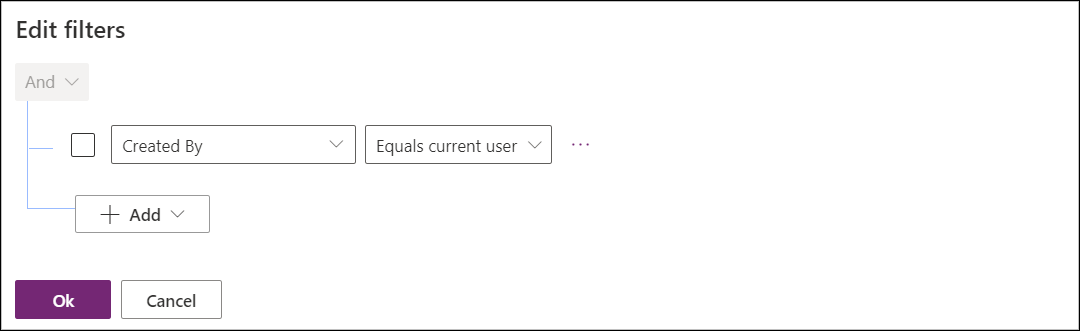 Edit filters
And
Created By Equals current user ...
Add
Ok Cancel